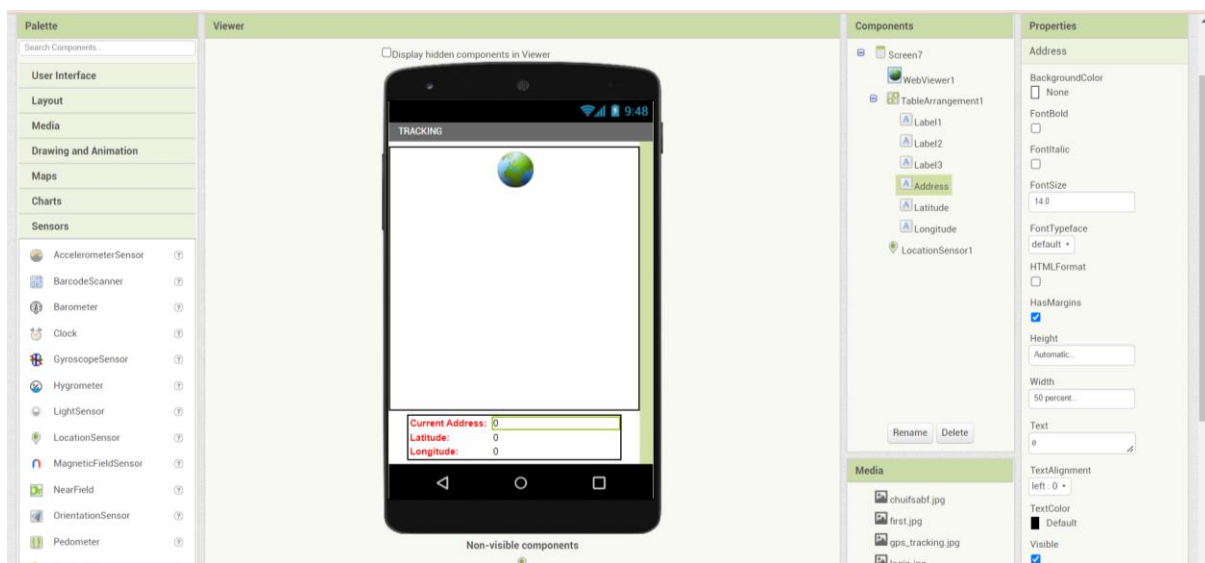 Palette
Search Components...
User Interface
Layout
Media
Drawing and Animation
Maps
Charts
Sensors
AccelerometerSensor
BarcodeScanner
Barometer
Clock
GyroscopeSensor
Hygrometer
LightSensor
LocationSensor
MagneticFieldSensor
NearField
OrientationSensor
Pedometer
Viewer
Display hidden components in Viewer
9:48
TRACKING
Current Address: 0
Latitude: 0
Longitude: 0
Non-visible components
Components
Screen7
WebViewer1
TableArrangement1
Label1
Label2
Label3
Address
Latitude
Longitude
LocationSensor1
Rename Delete
Media
chuifsabf.jpg
first.jpg
gps_tracking.jpg
Properties
Address
BackgroundColor
None
FontBold
FontItalic
FontSize
14.0
FontTypeface
default
HTMLFormat
HasMargins
Height
Automatic...
Width
50 percent...
Text
0
TextAlignment
left : 0
TextColor
Default
Visible